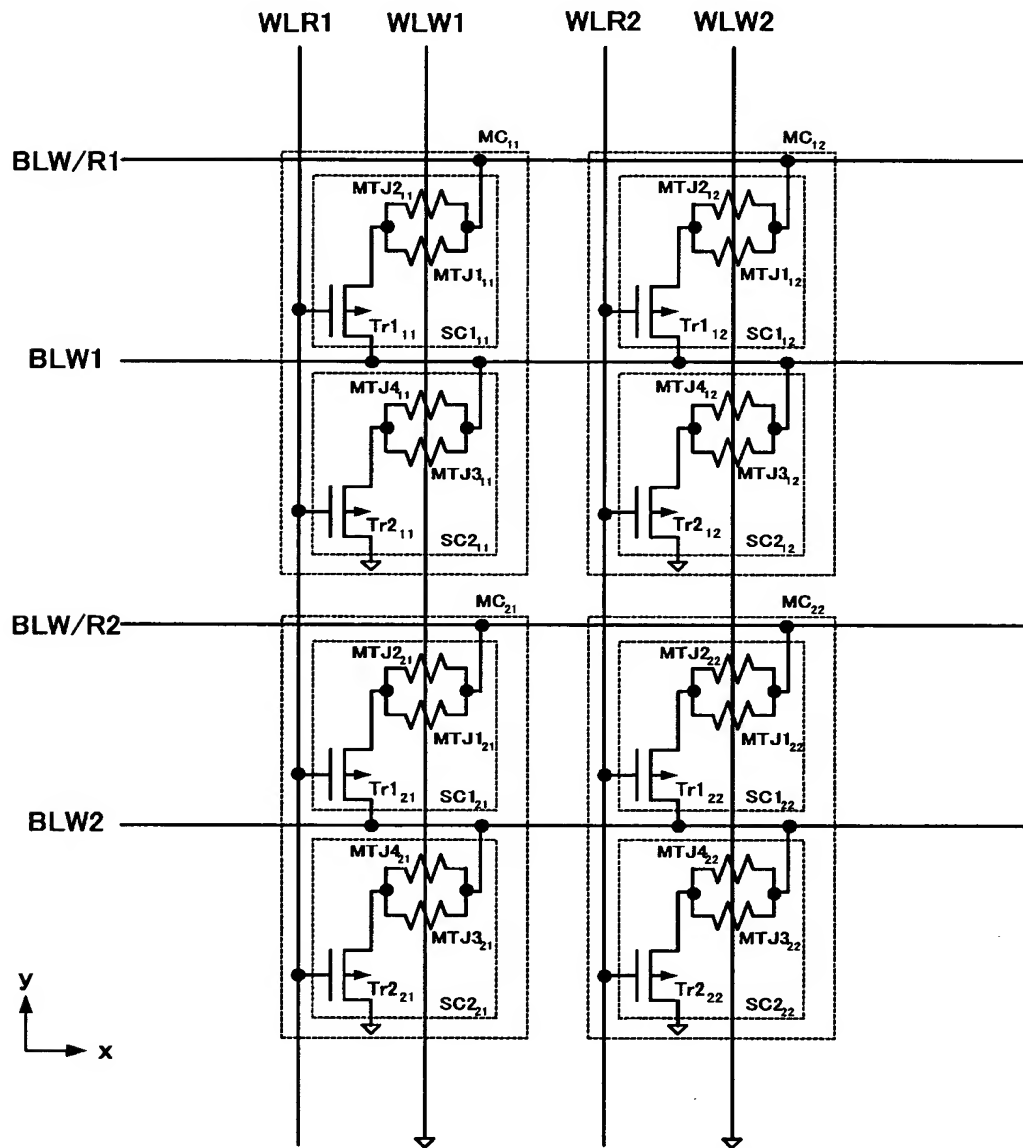 WLR1 WLW1 WLR2 WLW2
MC11 MC12
BLW/R1
MTJ211 MTJ212
MTJ111 MTJ112
Tr111 SC111 Tr112 SC112
BLW1
MTJ411 MTJ412
MTJ311 MTJ312
Tr211 SC211 Tr212 SC212
MC21 MC22
BLW/R2
MTJ221 MTJ222
MTJ121 MTJ122
Tr121 SC121 Tr122 SC122
BLW2
MTJ421 MTJ422
MTJ321 MTJ322
Tr221 SC221 Tr222 SC222
y
x